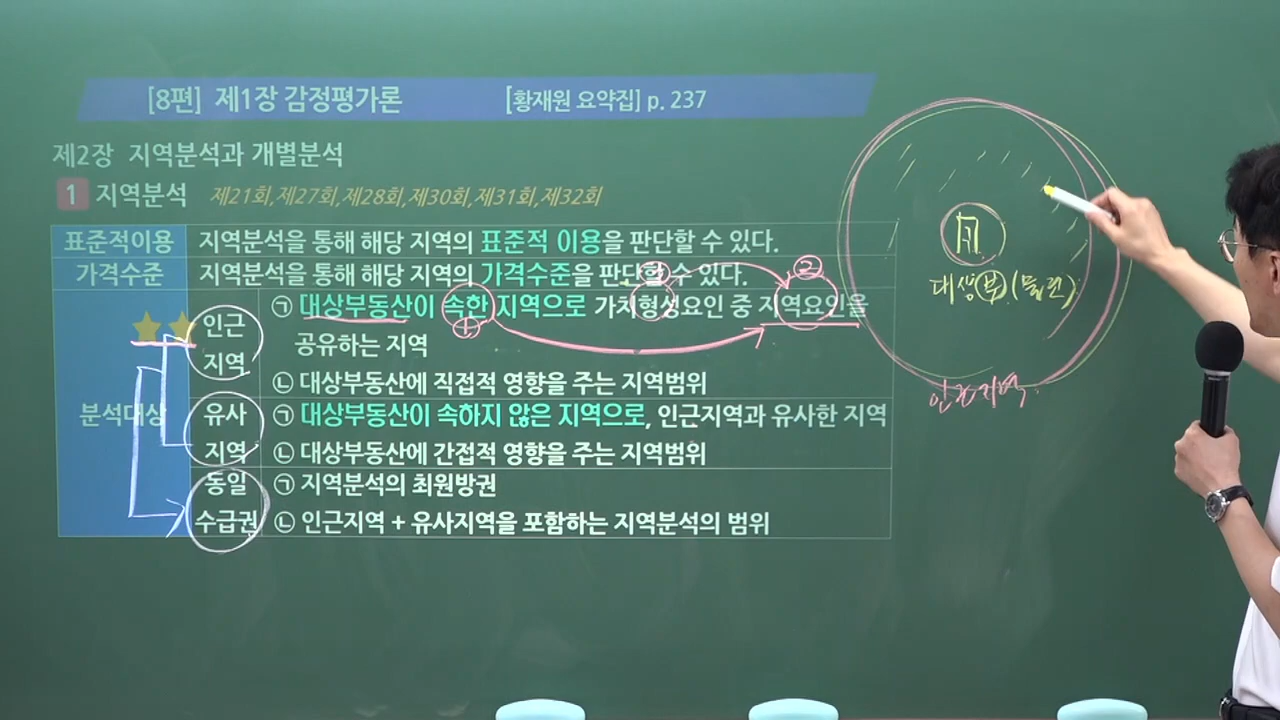 [8편] 제1장 감정평가론 [황재원 요약집] p. 237
제2장 지역분석과 개별분석
1 지역분석 제21회,제27회,제28회,제30회,제31회,제32회
표준적이용 지역분석을 통해 해당 지역의 표준적 이용을 판단할 수 있다.
가격수준 지역분석을 통해 해당 지역의 가격수준을 판단할 수 있다.
분석대상
인근
지역
㉠ 대상부동산이 속한 지역으로 가치형성요인 중 지역요인을
공유하는 지역
㉡ 대상부동산에 직접적 영향을 주는 지역범위
유사
지역
㉠ 대상부동산이 속하지 않은 지역으로, 인근지역과 유사한 지역
㉡ 대상부동산에 간접적 영향을 주는 지역범위
동일
수급권
㉠ 지역분석의 최원방권
㉡ 인근지역 + 유사지역을 포함하는 지역분석의 범위
①
②
인근지역